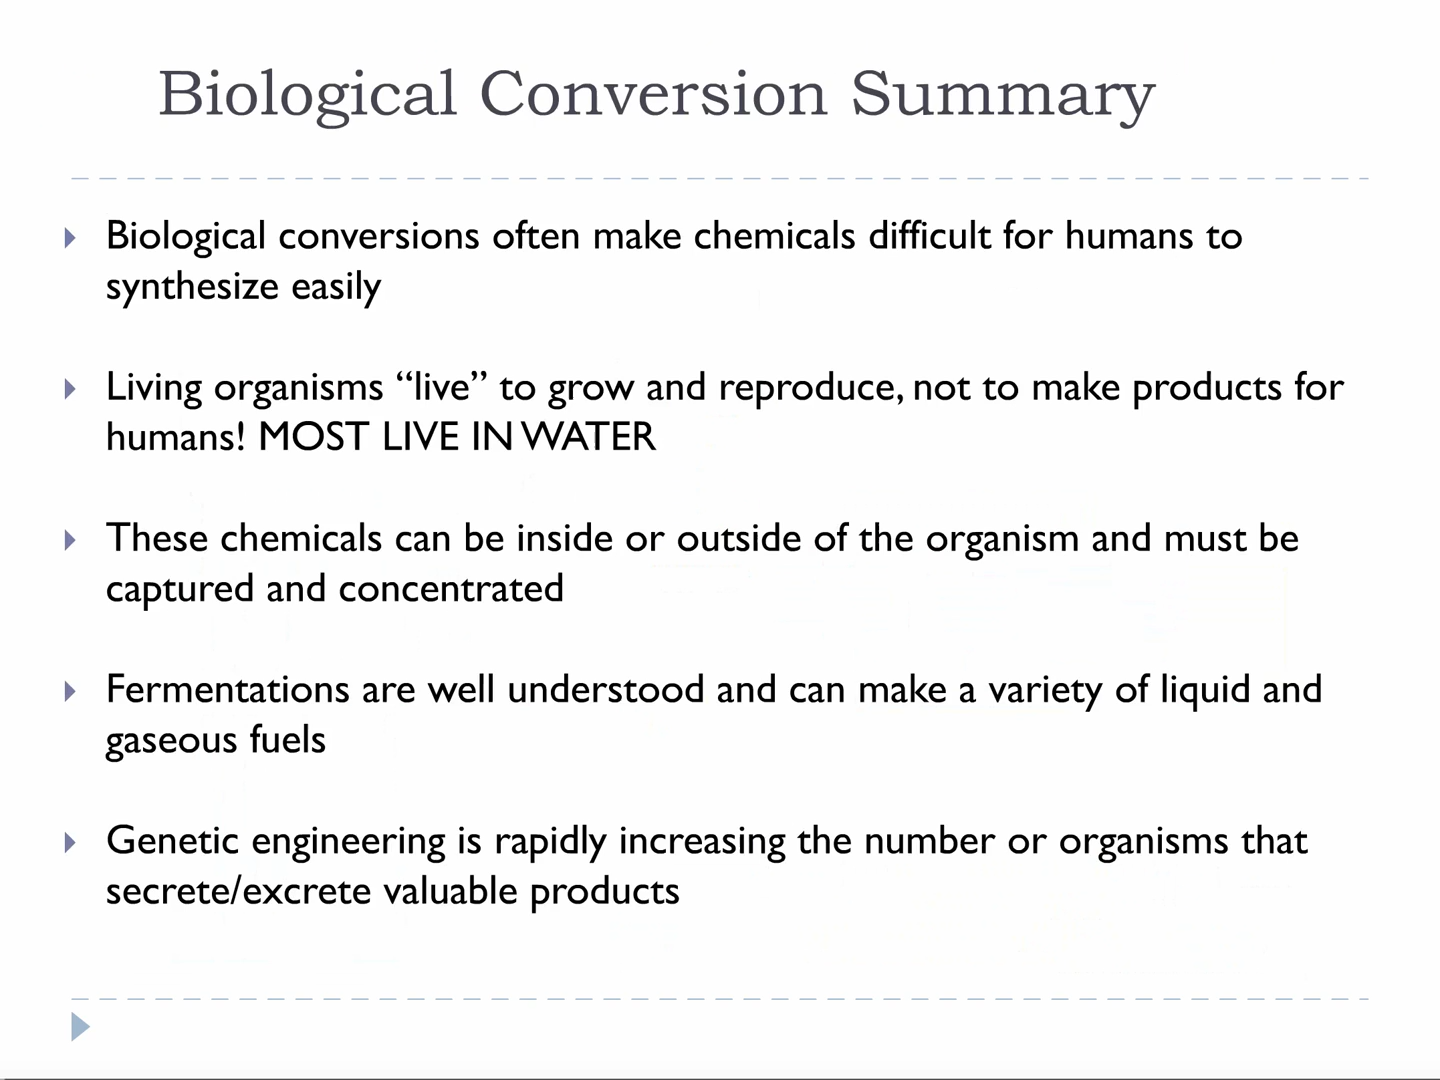 Biological Conversion Summary
Biological conversions often make chemicals difficult for humans to
synthesize easily
Living organisms “live” to grow and reproduce, not to make products for
humans! MOST LIVE IN WATER
These chemicals can be inside or outside of the organism and must be
captured and concentrated
Fermentations are well understood and can make a variety of liquid and
gaseous fuels
Genetic engineering is rapidly increasing the number or organisms that
secrete/excrete valuable products